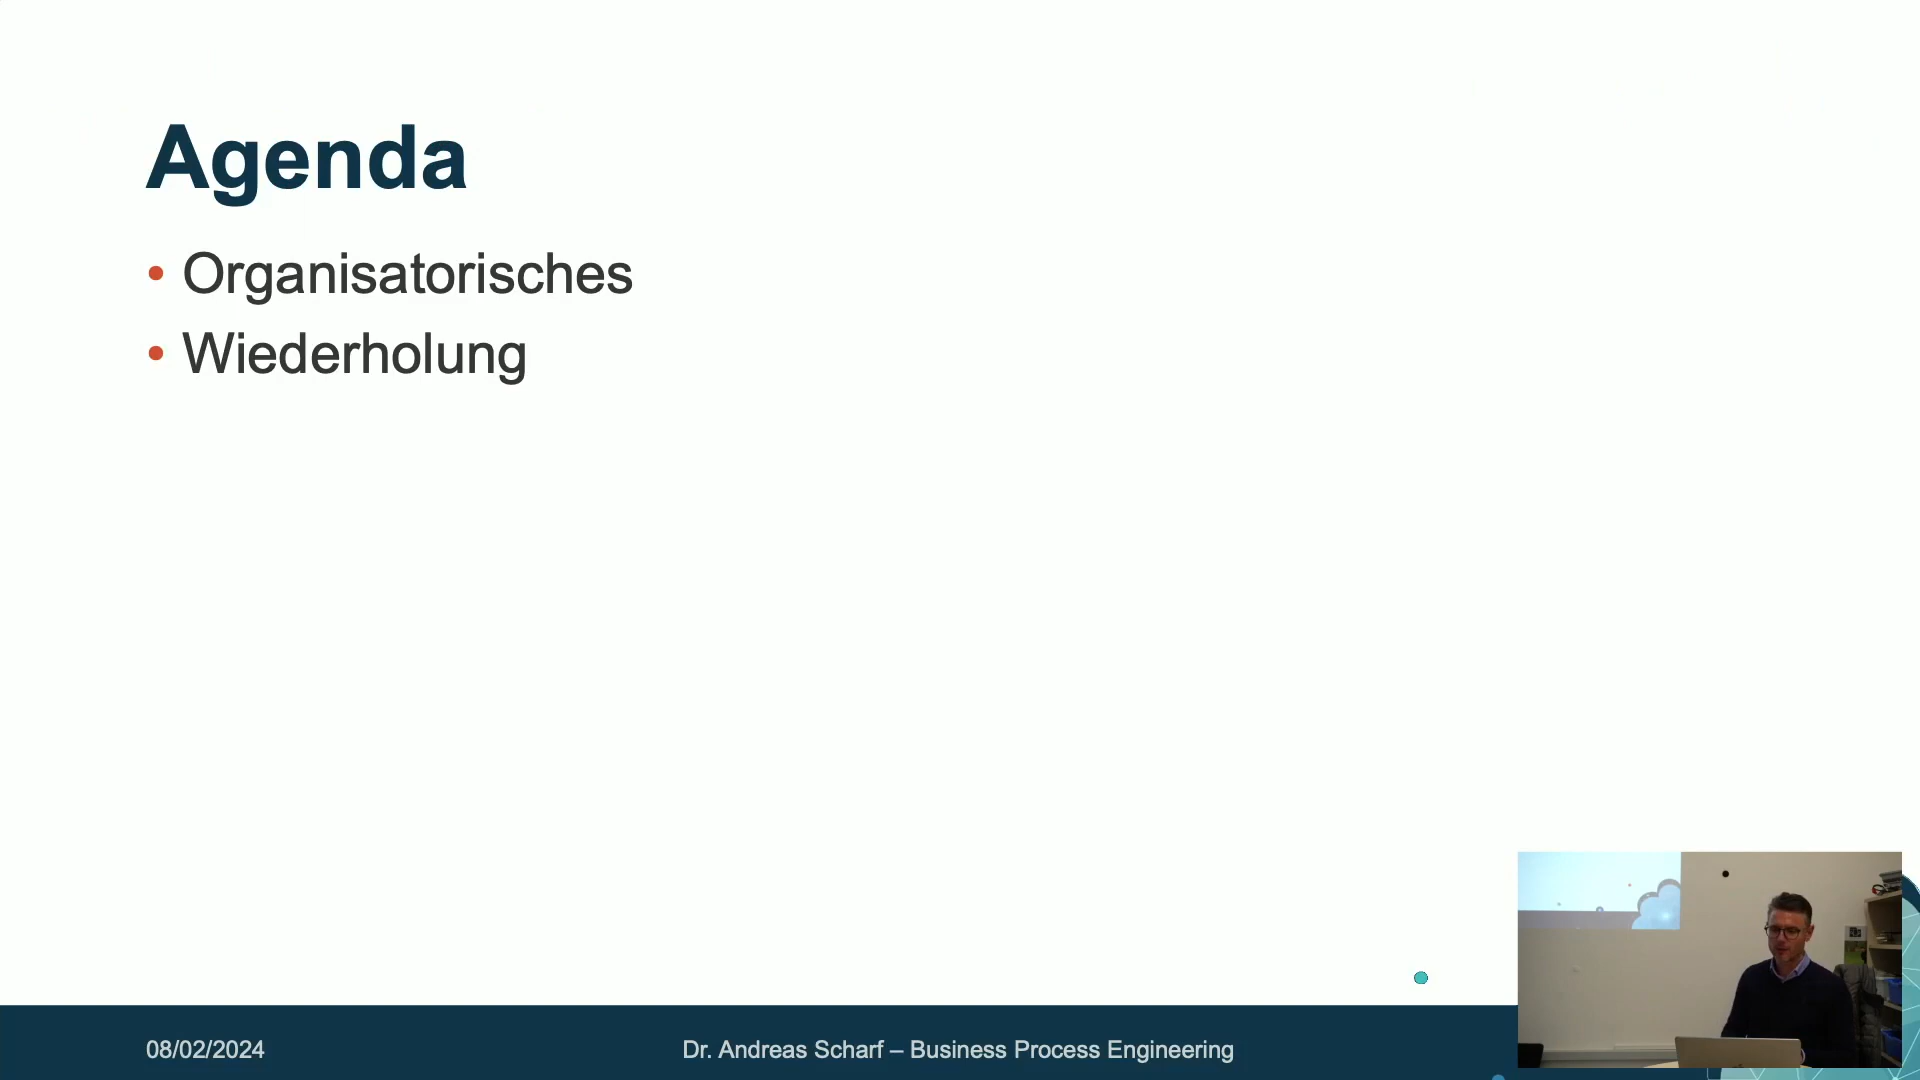 Agenda
• Organisatorisches
• Wiederholung
08/02/2024
Dr. Andreas Scharf – Business Process Engineering